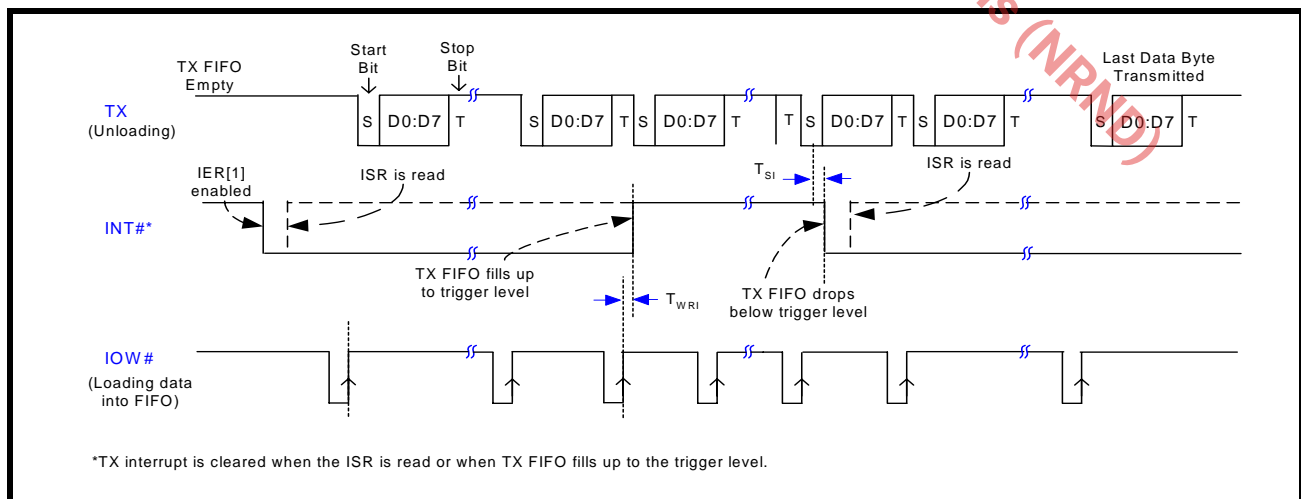 s (NRND)
Start
Bit
Stop
Bit
TX FIFO
Empty
Last Data Byte
Transmitted
TX
(Unloading)
S D0:D7 T S D0:D7 T S D0:D7 T T S D0:D7 T S D0:D7 T S D0:D7 T
IER[1]
enabled
ISR is read
TSI
ISR is read
INT#*
TX FIFO fills up
to trigger level
TWRI
TX FIFO drops
below trigger level
IOW#
(Loading data
into FIFO)
*TX interrupt is cleared when the ISR is read or when TX FIFO fills up to the trigger level.